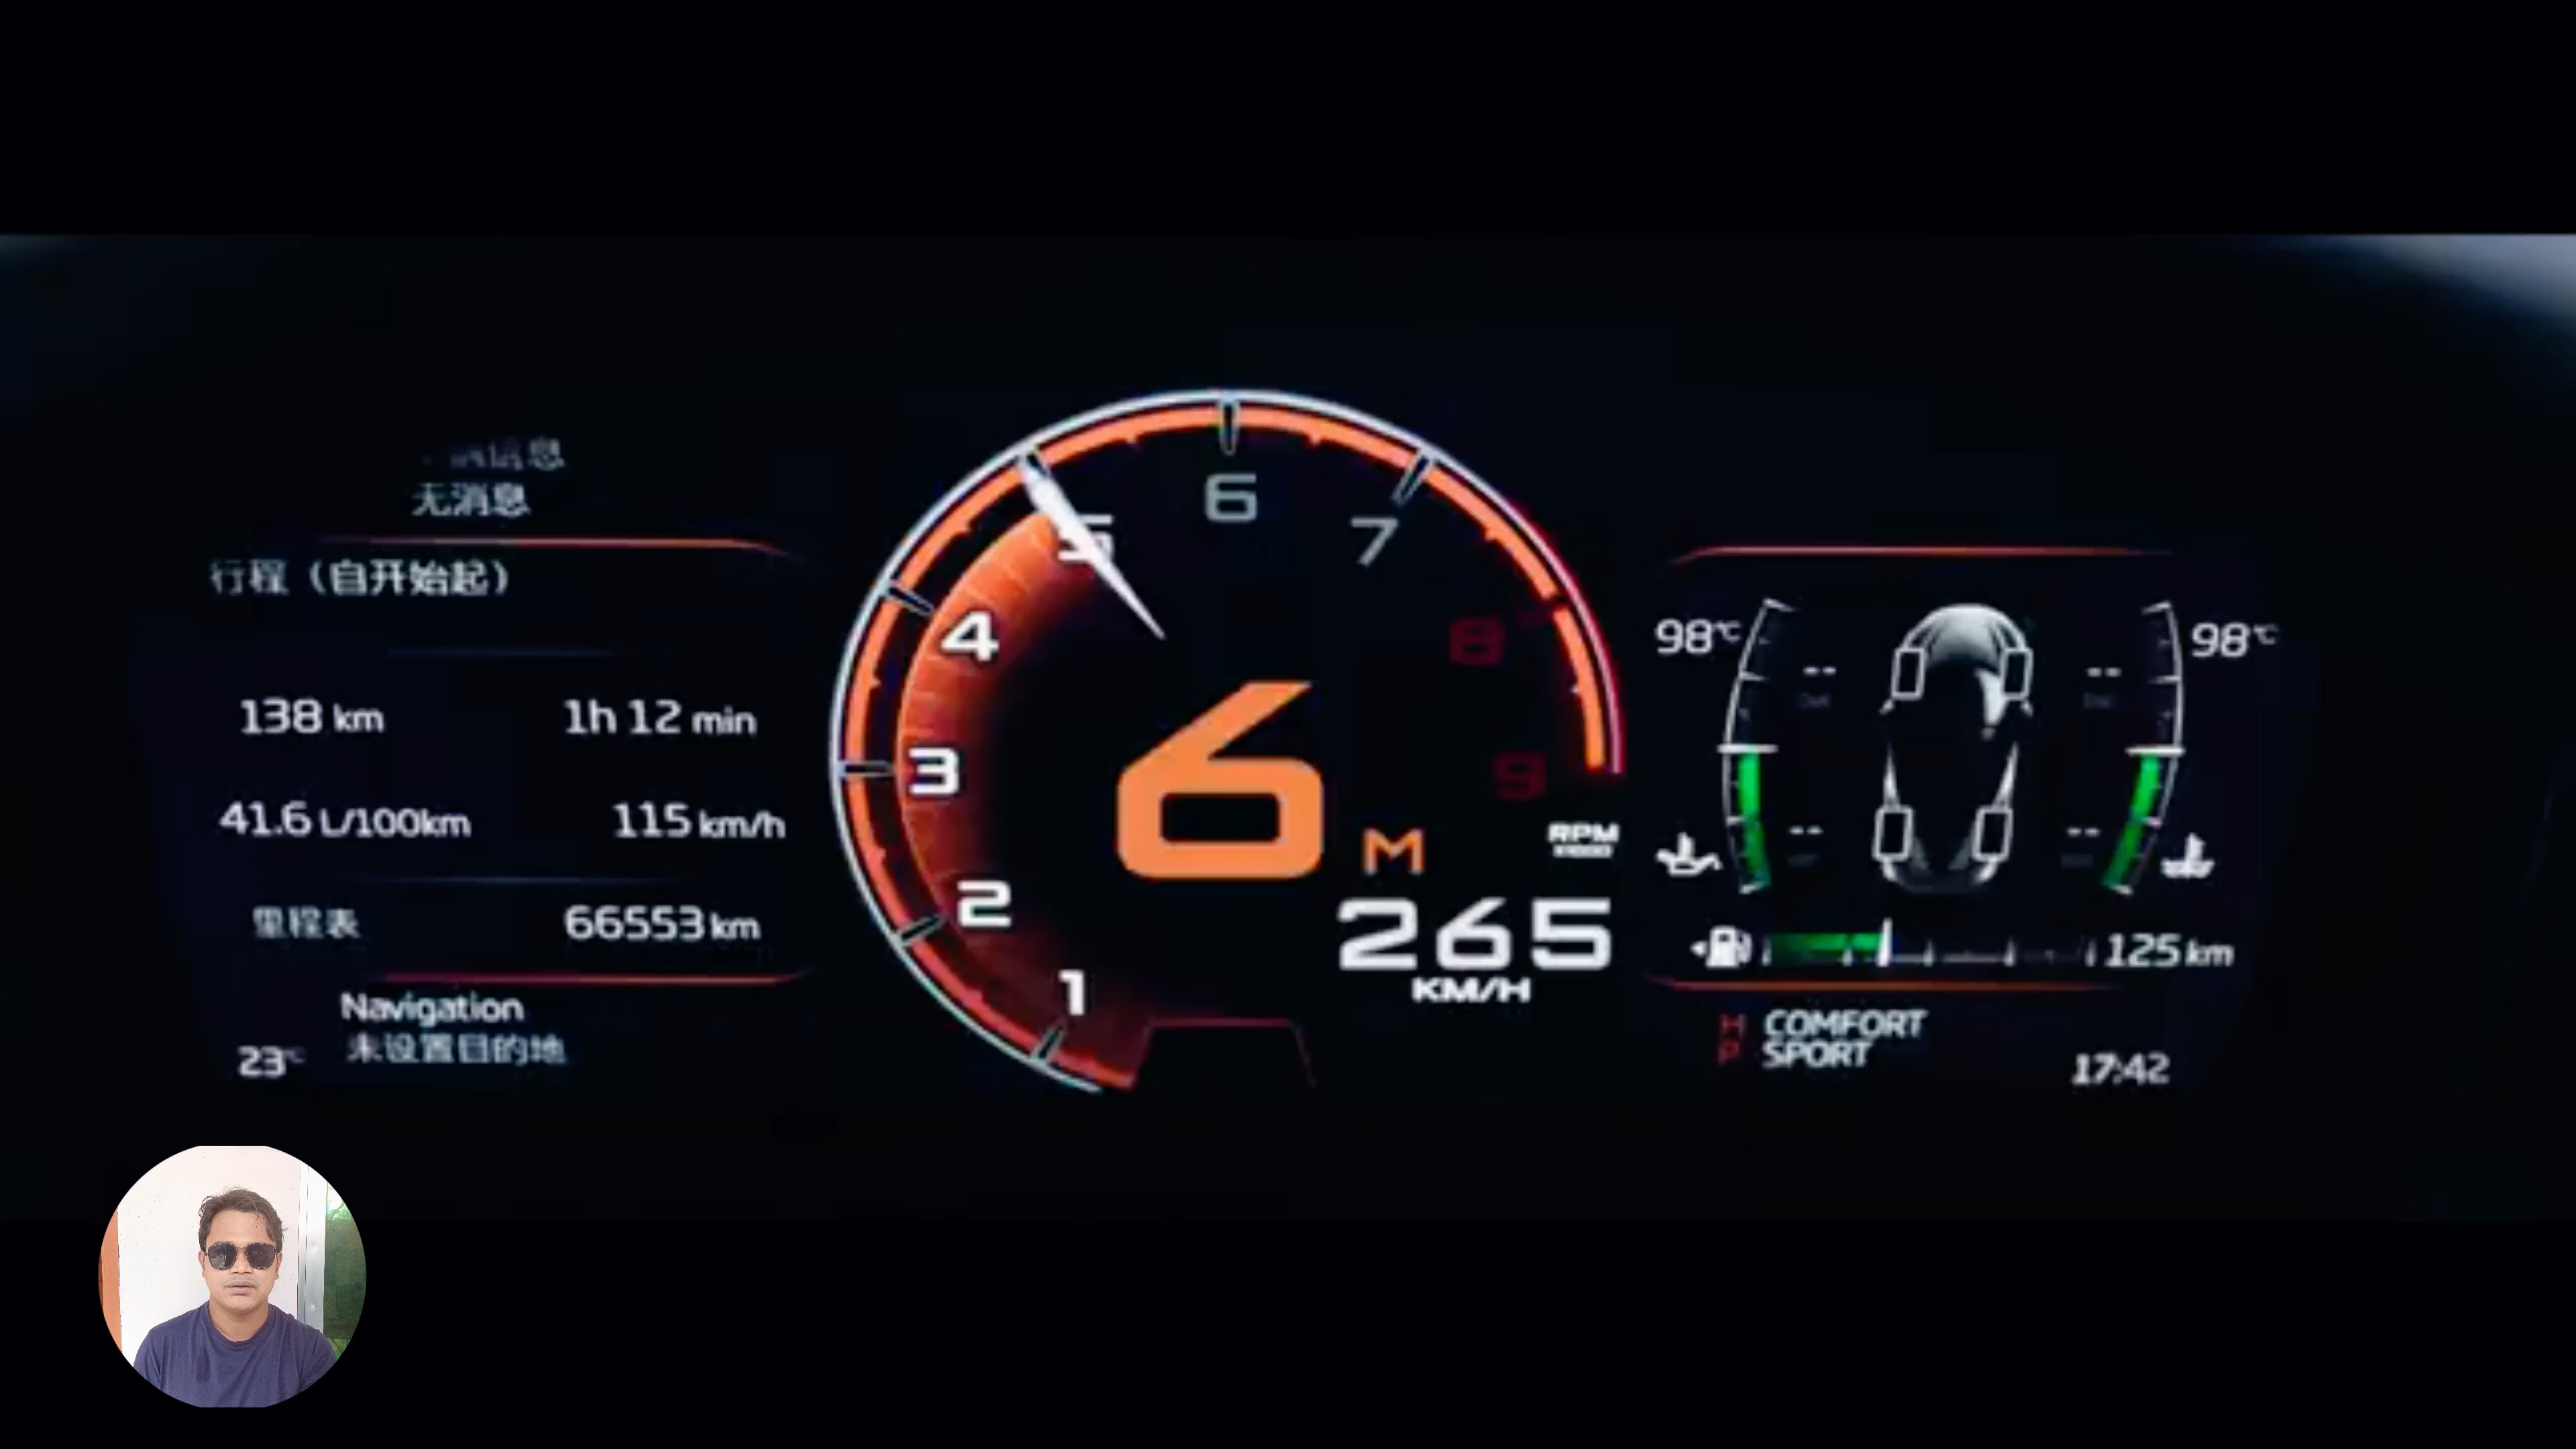 无消息
行程（自开始起）
138 km 1h 12 min
41.6 L/100km 115 km/h
里程表 66553 km
Navigation
未设置目的地
23℃
1
2
3
4
5
6
7
8
9
6 M
RPM
265
KM/H
98℃ 98℃
-- --
-- --
125 km
H COMFORT
P SPORT
17:42